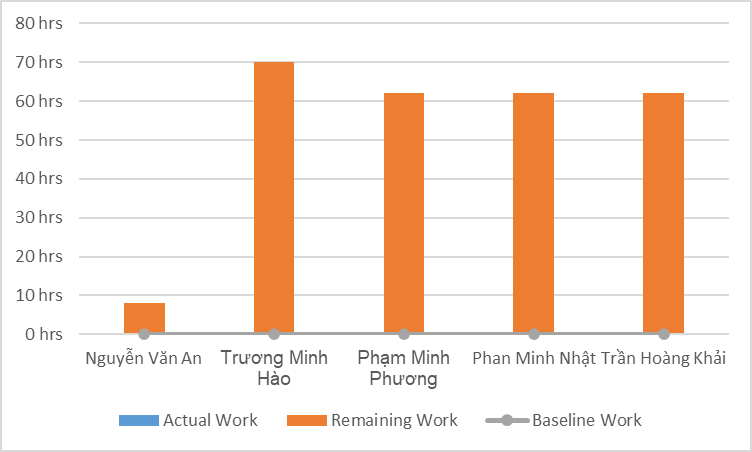 80 hrs
70 hrs
60 hrs
50 hrs
40 hrs
30 hrs
20 hrs
10 hrs
0 hrs
Nguyễn Văn An
Trương Minh
Hào
Phạm Minh
Phương
Phan Minh Nhật
Trần Hoàng Khải
Actual Work
Remaining Work
Baseline Work